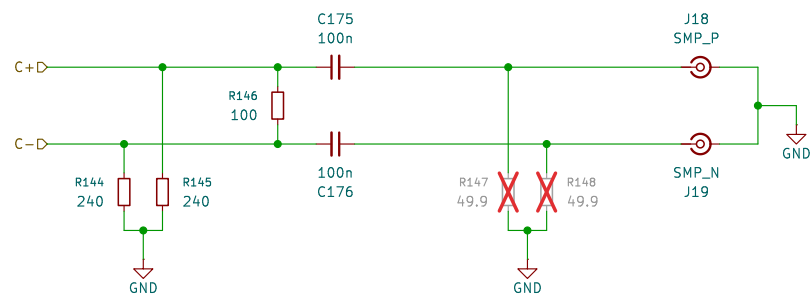 C175
100n
J18
SMP_P
C+
R146
100
C-
GND
100n
C176
SMP_N
J19
R144
240
R145
240
R147
49.9
R148
49.9
GND
GND